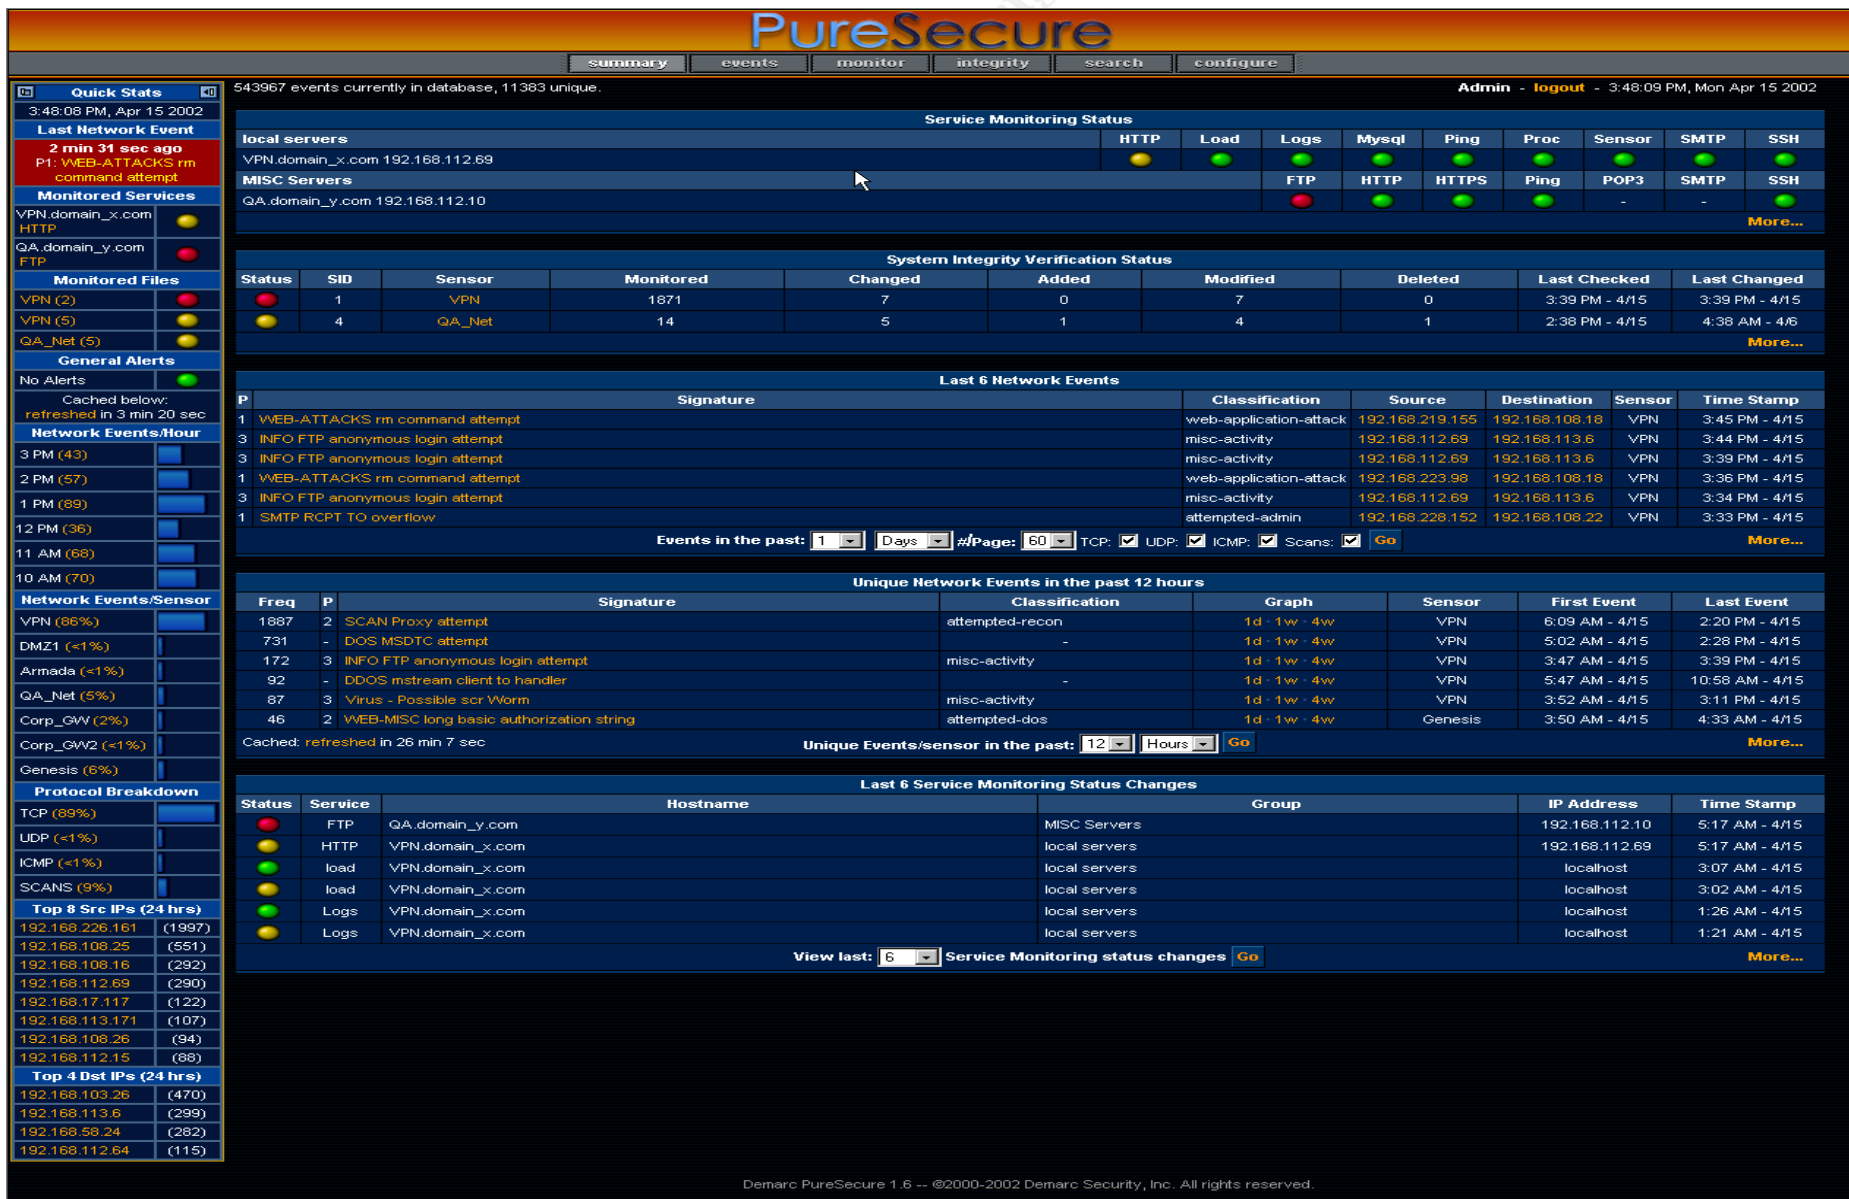 PureSecure
summary events monitor integrity search configure
Quick Stats
3:48:08 PM, Apr 15 2002
Last Network Event
2 min 31 sec ago
P1: WEB-ATTACKS rm
command attempt
Monitored Services
VPN.domain_x.com
HTTP
QA.domain_y.com
FTP
Monitored Files
VPN (2)
VPN (5)
QA_Net (5)
General Alerts
No Alerts
Cached below:
refreshed in 3 min 20 sec
Network Events/Hour
3 PM (43)
2 PM (57)
1 PM (89)
12 PM (36)
11 AM (68)
10 AM (70)
Network Events/Sensor
VPN (86%)
DMZ1 (<1%)
Armada (<1%)
QA_Net (5%)
Corp_GW (2%)
Corp_GW2 (<1%)
Genesis (6%)
Protocol Breakdown
TCP (89%)
UDP (<1%)
ICMP (<1%)
SCANS (9%)
Top 8 Src IPs (24 hrs)
192.168.226.161 (1997)
192.168.108.25 (551)
192.168.108.16 (292)
192.168.112.69 (290)
192.168.17.117 (122)
192.168.113.171 (107)
192.168.108.26 (94)
192.168.112.15 (88)
Top 4 Dst IPs (24 hrs)
192.168.103.26 (470)
192.168.113.6 (299)
192.168.58.24 (282)
192.168.112.64 (115)
543967 events currently in database, 11383 unique.
Admin - logout - 3:48:09 PM, Mon Apr 15 2002
Service Monitoring Status
local servers HTTP Load Logs Mysql Ping Proc Sensor SMTP SSH
VPN.domain_x.com 192.168.112.69
MISC Servers FTP HTTP HTTPS Ping POP3 SMTP SSH
QA.domain_y.com 192.168.112.10 - -
More...
System Integrity Verification Status
Status SID Sensor Monitored Changed Added Modified Deleted Last Checked Last Changed
1 VPN 1871 7 0 7 0 3:39 PM - 4/15 3:39 PM - 4/15
4 QA_Net 14 5 1 4 1 2:38 PM - 4/15 4:38 AM - 4/6
More...
Last 6 Network Events
P Signature Classification Source Destination Sensor Time Stamp
1 WEB-ATTACKS rm command attempt web-application-attack 192.168.219.155 192.168.108.18 VPN 3:45 PM - 4/15
3 INFO FTP anonymous login attempt misc-activity 192.168.112.69 192.168.113.6 VPN 3:44 PM - 4/15
3 INFO FTP anonymous login attempt misc-activity 192.168.112.69 192.168.113.6 VPN 3:39 PM - 4/15
1 WEB-ATTACKS rm command attempt web-application-attack 192.168.223.98 192.168.108.18 VPN 3:36 PM - 4/15
3 INFO FTP anonymous login attempt misc-activity 192.168.112.69 192.168.113.6 VPN 3:34 PM - 4/15
1 SMTP RCPT TO overflow attempted-admin 192.168.228.152 192.168.108.22 VPN 3:33 PM - 4/15
Events in the past: 1 Days #/Page: 60 TCP: UDP: ICMP: Scans: Go More...
Unique Network Events in the past 12 hours
Freq P Signature Classification Graph Sensor First Event Last Event
1887 2 SCAN Proxy attempt attempted-recon 1d - 1w - 4w VPN 6:09 AM - 4/15 2:20 PM - 4/15
731 - DOS MSDTC attempt - 1d - 1w - 4w VPN 5:02 AM - 4/15 2:28 PM - 4/15
172 3 INFO FTP anonymous login attempt misc-activity 1d - 1w - 4w VPN 3:47 AM - 4/15 3:39 PM - 4/15
92 - DDOS mstream client to handler - 1d - 1w - 4w VPN 5:47 AM - 4/15 10:58 AM - 4/15
87 3 Virus - Possible scr Worm misc-activity 1d - 1w - 4w VPN 3:52 AM - 4/15 3:11 PM - 4/15
46 2 WEB-MISC long basic authorization string attempted-dos 1d - 1w - 4w Genesis 3:50 AM - 4/15 4:33 AM - 4/15
Cached: refreshed in 26 min 7 sec Unique Events/sensor in the past: 12 Hours Go More...
Last 6 Service Monitoring Status Changes
Status Service Hostname Group IP Address Time Stamp
FTP QA.domain_y.com MISC Servers 192.168.112.10 5:17 AM - 4/15
HTTP VPN.domain_x.com local servers 192.168.112.69 5:17 AM - 4/15
load VPN.domain_x.com local servers localhost 3:07 AM - 4/15
load VPN.domain_x.com local servers localhost 3:02 AM - 4/15
Logs VPN.domain_x.com local servers localhost 1:26 AM - 4/15
Logs VPN.domain_x.com local servers localhost 1:21 AM - 4/15
View last: 6 Service Monitoring status changes Go More...
Demarc PureSecure 1.6 -- ©2000-2002 Demarc Security, Inc. All rights reserved.